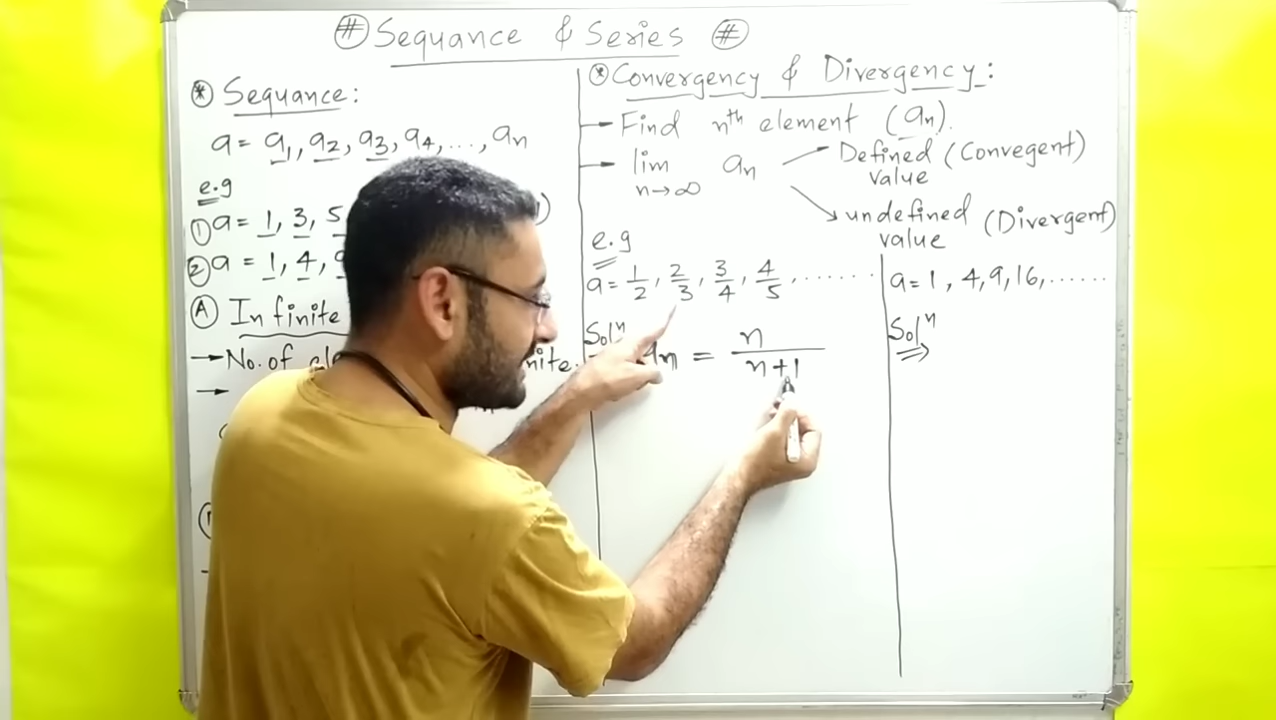 # Sequance & Series #
* Sequance:
a = a₁, a₂, a₃, a₄, ..., aₙ
e.g
① a = 1, 3, 5 )
② a = 1, 4,
Ⓐ Infinite
→ No. of
→
* Convergency & Divergency:
→ Find nᵗʰ element (aₙ).
→ lim n→∞ aₙ
Defined value (Convegent)
undefined value (Divergent)
e.g
a = 1/2, 2/3, 3/4, 4/5, .......
Solⁿ
aₙ = n/(n+1)
a = 1, 4, 9, 16, ......
Solⁿ
⇒